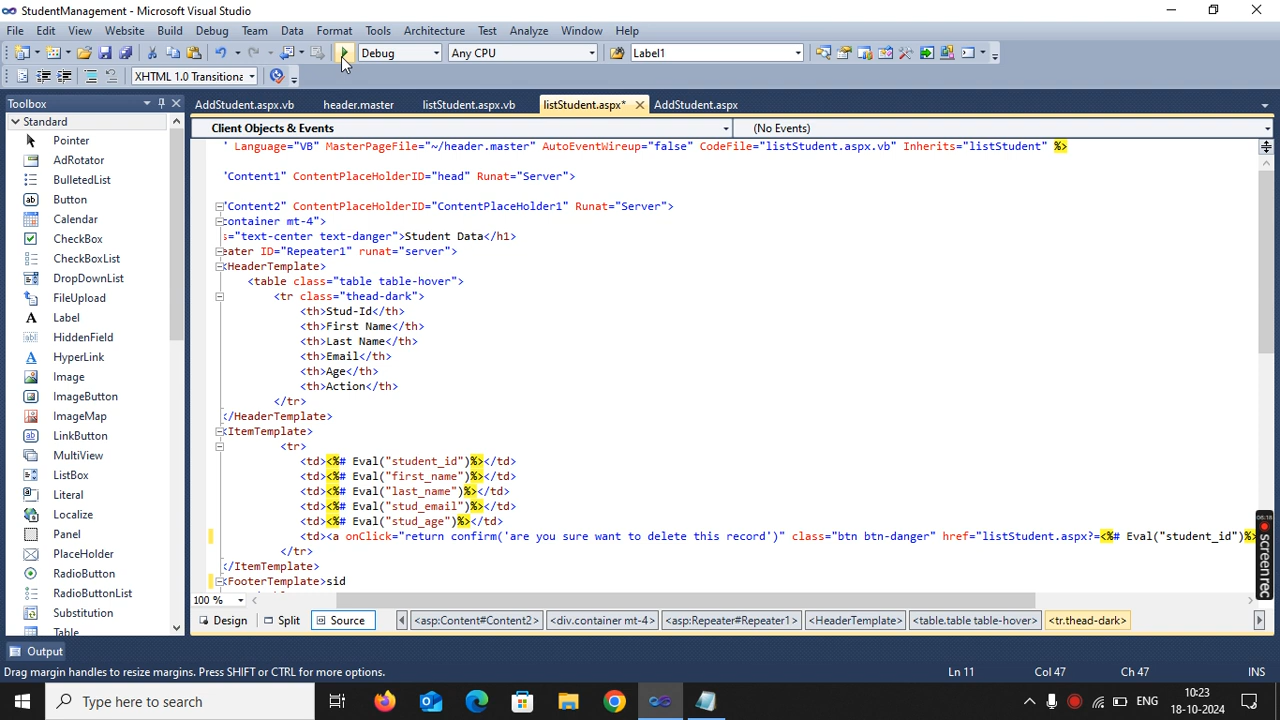 StudentManagement - Microsoft Visual Studio
File Edit View Website Build Debug Team Data Format Tools Architecture Test Analyze Window Help
Debug Any CPU Label1
XHTML 1.0 Transitiona
Toolbox
AddStudent.aspx.vb header.master listStudent.aspx.vb listStudent.aspx* AddStudent.aspx
Standard
Pointer
AdRotator
BulletedList
Button
Calendar
CheckBox
CheckBoxList
DropDownList
FileUpload
Label
HiddenField
HyperLink
Image
ImageButton
ImageMap
LinkButton
MultiView
ListBox
Literal
Localize
Panel
PlaceHolder
RadioButton
RadioButtonList
Substitution
Table
Client Objects & Events (No Events)
" Language="VB" MasterPageFile="~/header.master" AutoEventWireup="false" CodeFile="listStudent.aspx.vb" Inherits="listStudent" %>
"Content1" ContentPlaceHolderID="head" Runat="Server">
"Content2" ContentPlaceHolderID="ContentPlaceHolder1" Runat="Server">
container mt-4">
s="text-center text-danger">Student Data</h1>
eater ID="Repeater1" runat="server">
<HeaderTemplate>
<table class="table table-hover">
<tr class="thead-dark">
<th>Stud-Id</th>
<th>First Name</th>
<th>Last Name</th>
<th>Email</th>
<th>Age</th>
<th>Action</th>
</tr>
</HeaderTemplate>
<ItemTemplate>
<tr>
<td><%# Eval("student_id")%></td>
<td><%# Eval("first_name")%></td>
<td><%# Eval("last_name")%></td>
<td><%# Eval("stud_email")%></td>
<td><%# Eval("stud_age")%></td>
<td><a onClick="return confirm('are you sure want to delete this record')" class="btn btn-danger" href="listStudent.aspx?=<%# Eval("student_id")%>
</tr>
</ItemTemplate>
<FooterTemplate>sid
100 %
Design Split Source <asp:Content#Content2> <div.container mt-4> <asp:Repeater#Repeater1> <HeaderTemplate> <table.table table-hover> <tr.thead-dark>
Output
Drag margin handles to resize margins. Press SHIFT or CTRL for more options. Ln 11 Col 47 Ch 47 INS
06:18
screen rec
Type here to search
ENG
10:23
18-10-2024